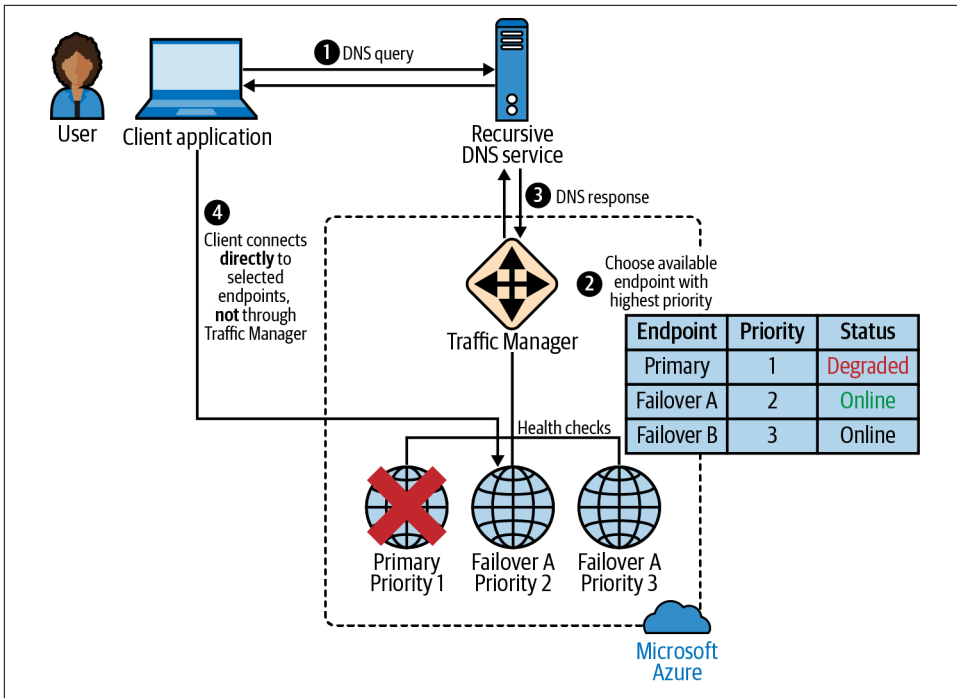 1 DNS query
User
Client application
Recursive
DNS service
3 DNS response
4
Client connects
directly to
selected
endpoints,
not through
Traffic Manager
2 Choose available
endpoint with
highest priority
Traffic Manager
Endpoint Priority Status
Primary 1 Degraded
Failover A 2 Online
Failover B 3 Online
Health checks
Primary
Priority 1
Failover A
Priority 2
Failover A
Priority 3
Microsoft
Azure